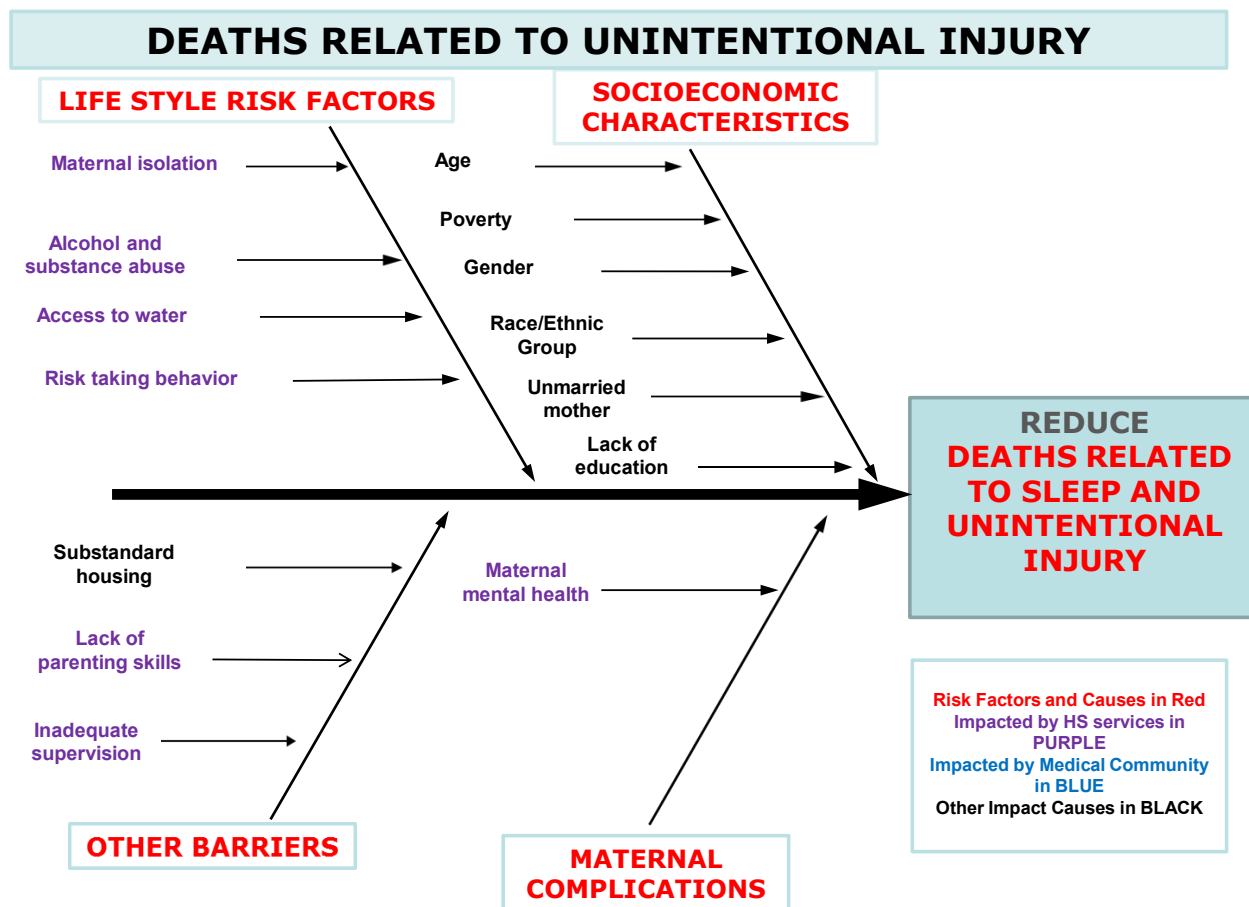 DEATHS RELATED TO UNINTENTIONAL INJURY
LIFE STYLE RISK FACTORS
SOCIOECONOMIC
CHARACTERISTICS
Maternal isolation
Alcohol and
substance abuse
Access to water
Risk taking behavior
Age
Poverty
Gender
Race/Ethnic
Group
Unmarried
mother
Lack of
education
REDUCE
DEATHS RELATED
TO SLEEP AND
UNINTENTIONAL
INJURY
Substandard
housing
Lack of
parenting skills
Inadequate
supervision
Maternal
mental health
OTHER BARRIERS
MATERNAL
COMPLICATIONS
Risk Factors and Causes in Red
Impacted by HS services in
PURPLE
Impacted by Medical Community
in BLUE
Other Impact Causes in BLACK